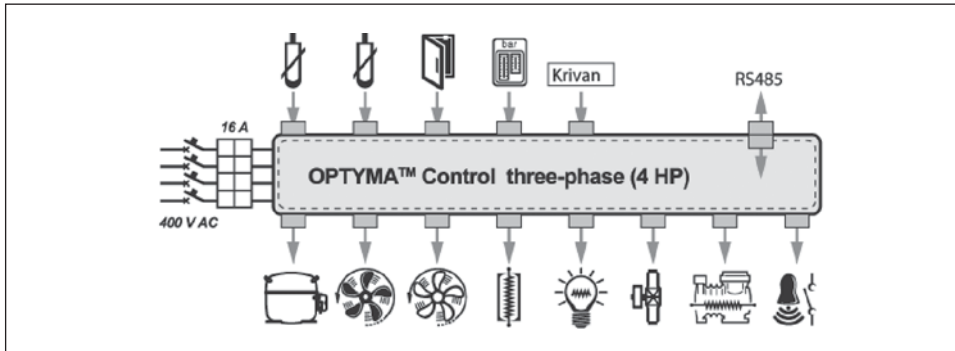 bar
Krivan
RS485
16 A
OPTYMA™ Control three-phase (4 HP)
400 V AC